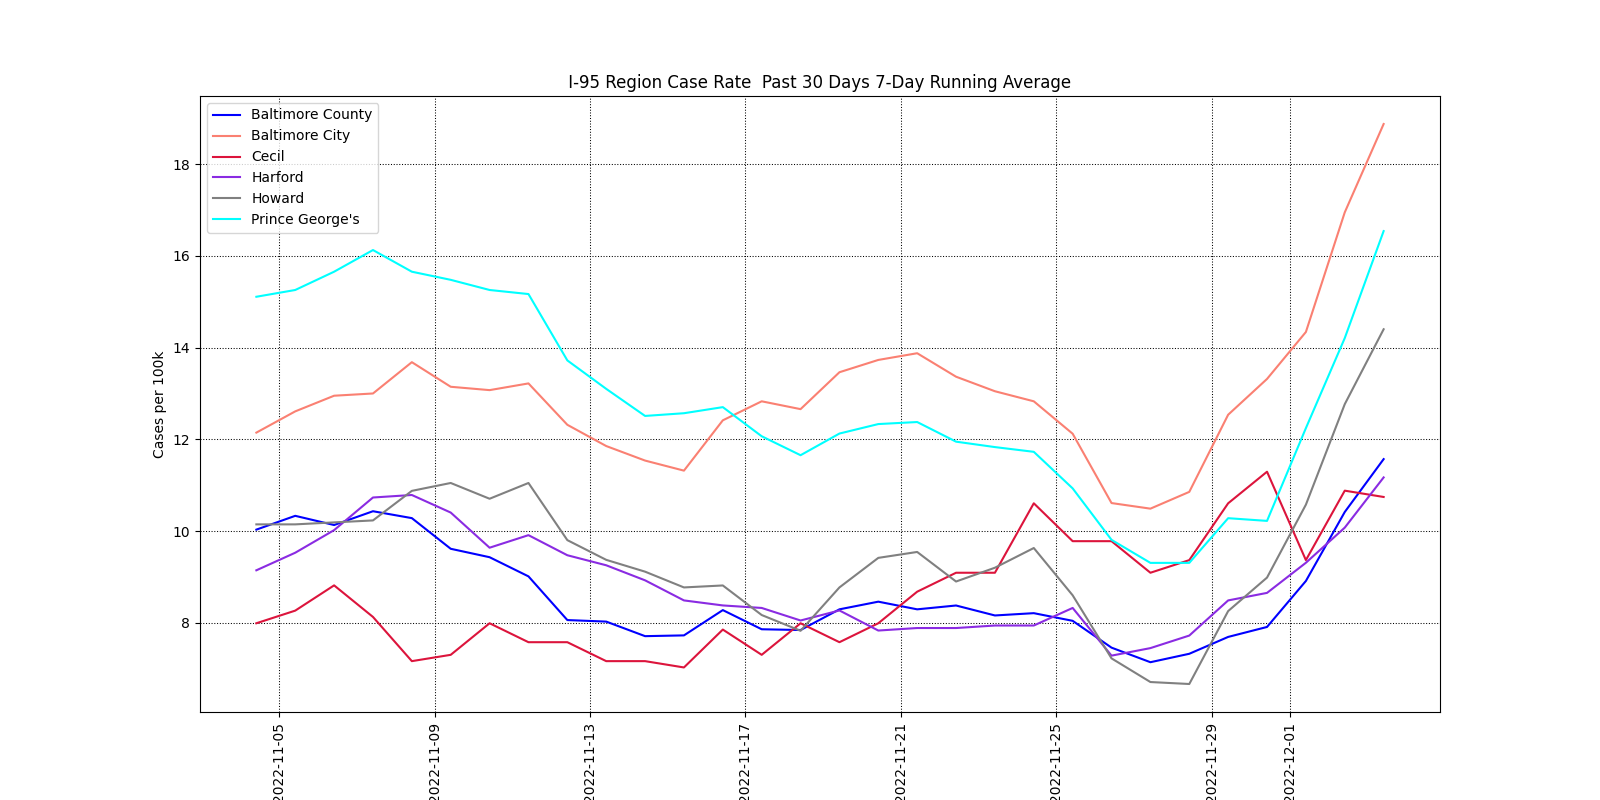 I-95 Region Case Rate  Past 30 Days 7-Day Running Average
Baltimore County
Baltimore City
Cecil
Harford
Howard
Prince George's
Cases per 100k
18
16
14
12
10
8
2022-11-05
2022-11-09
2022-11-13
2022-11-17
2022-11-21
2022-11-25
2022-11-29
2022-12-01